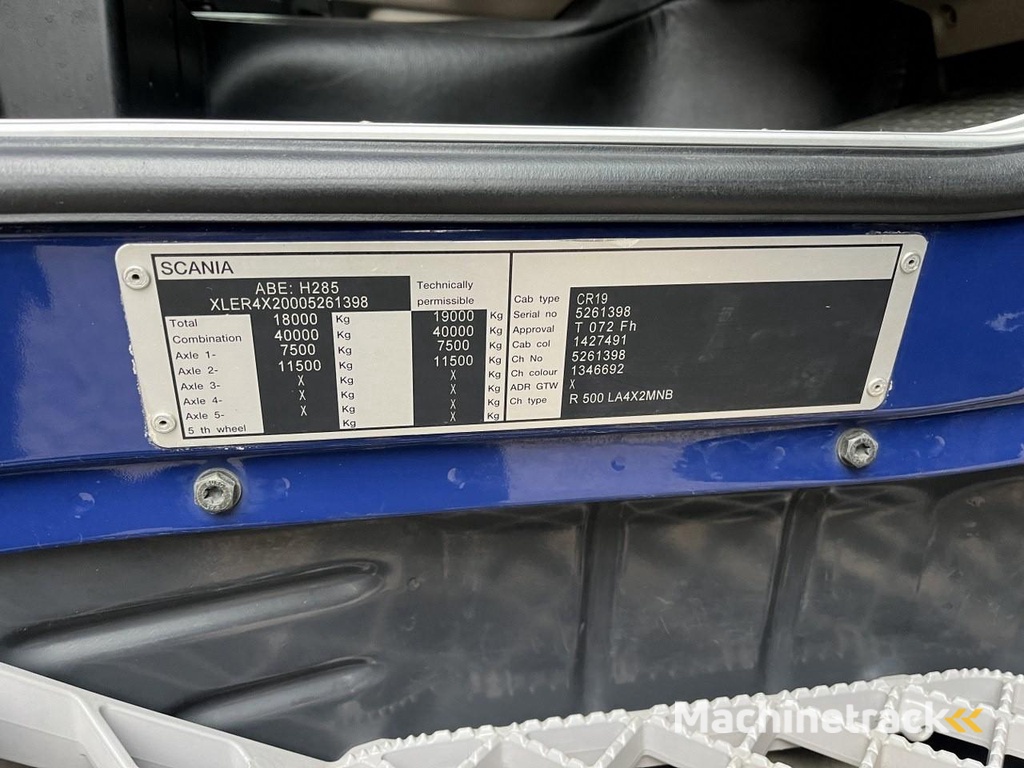 SCANIA
ABE: H285
XLER4X20005261398
Technically
permissible
Total 18000 Kg 19000 Kg
Combination 40000 Kg 40000 Kg
Axle 1- 7500 Kg 7500 Kg
Axle 2- 11500 Kg 11500 Kg
Axle 3- X Kg X Kg
Axle 4- X Kg X Kg
Axle 5- X Kg X Kg
5 th wheel Kg Kg
Cab type CR19
Serial no 5261398
Approval T 072 Fh
Cab col 1427491
Ch No 5261398
Ch colour 1346692
ADR GTW X
Ch type R 500 LA4X2MNB
Machinetrack